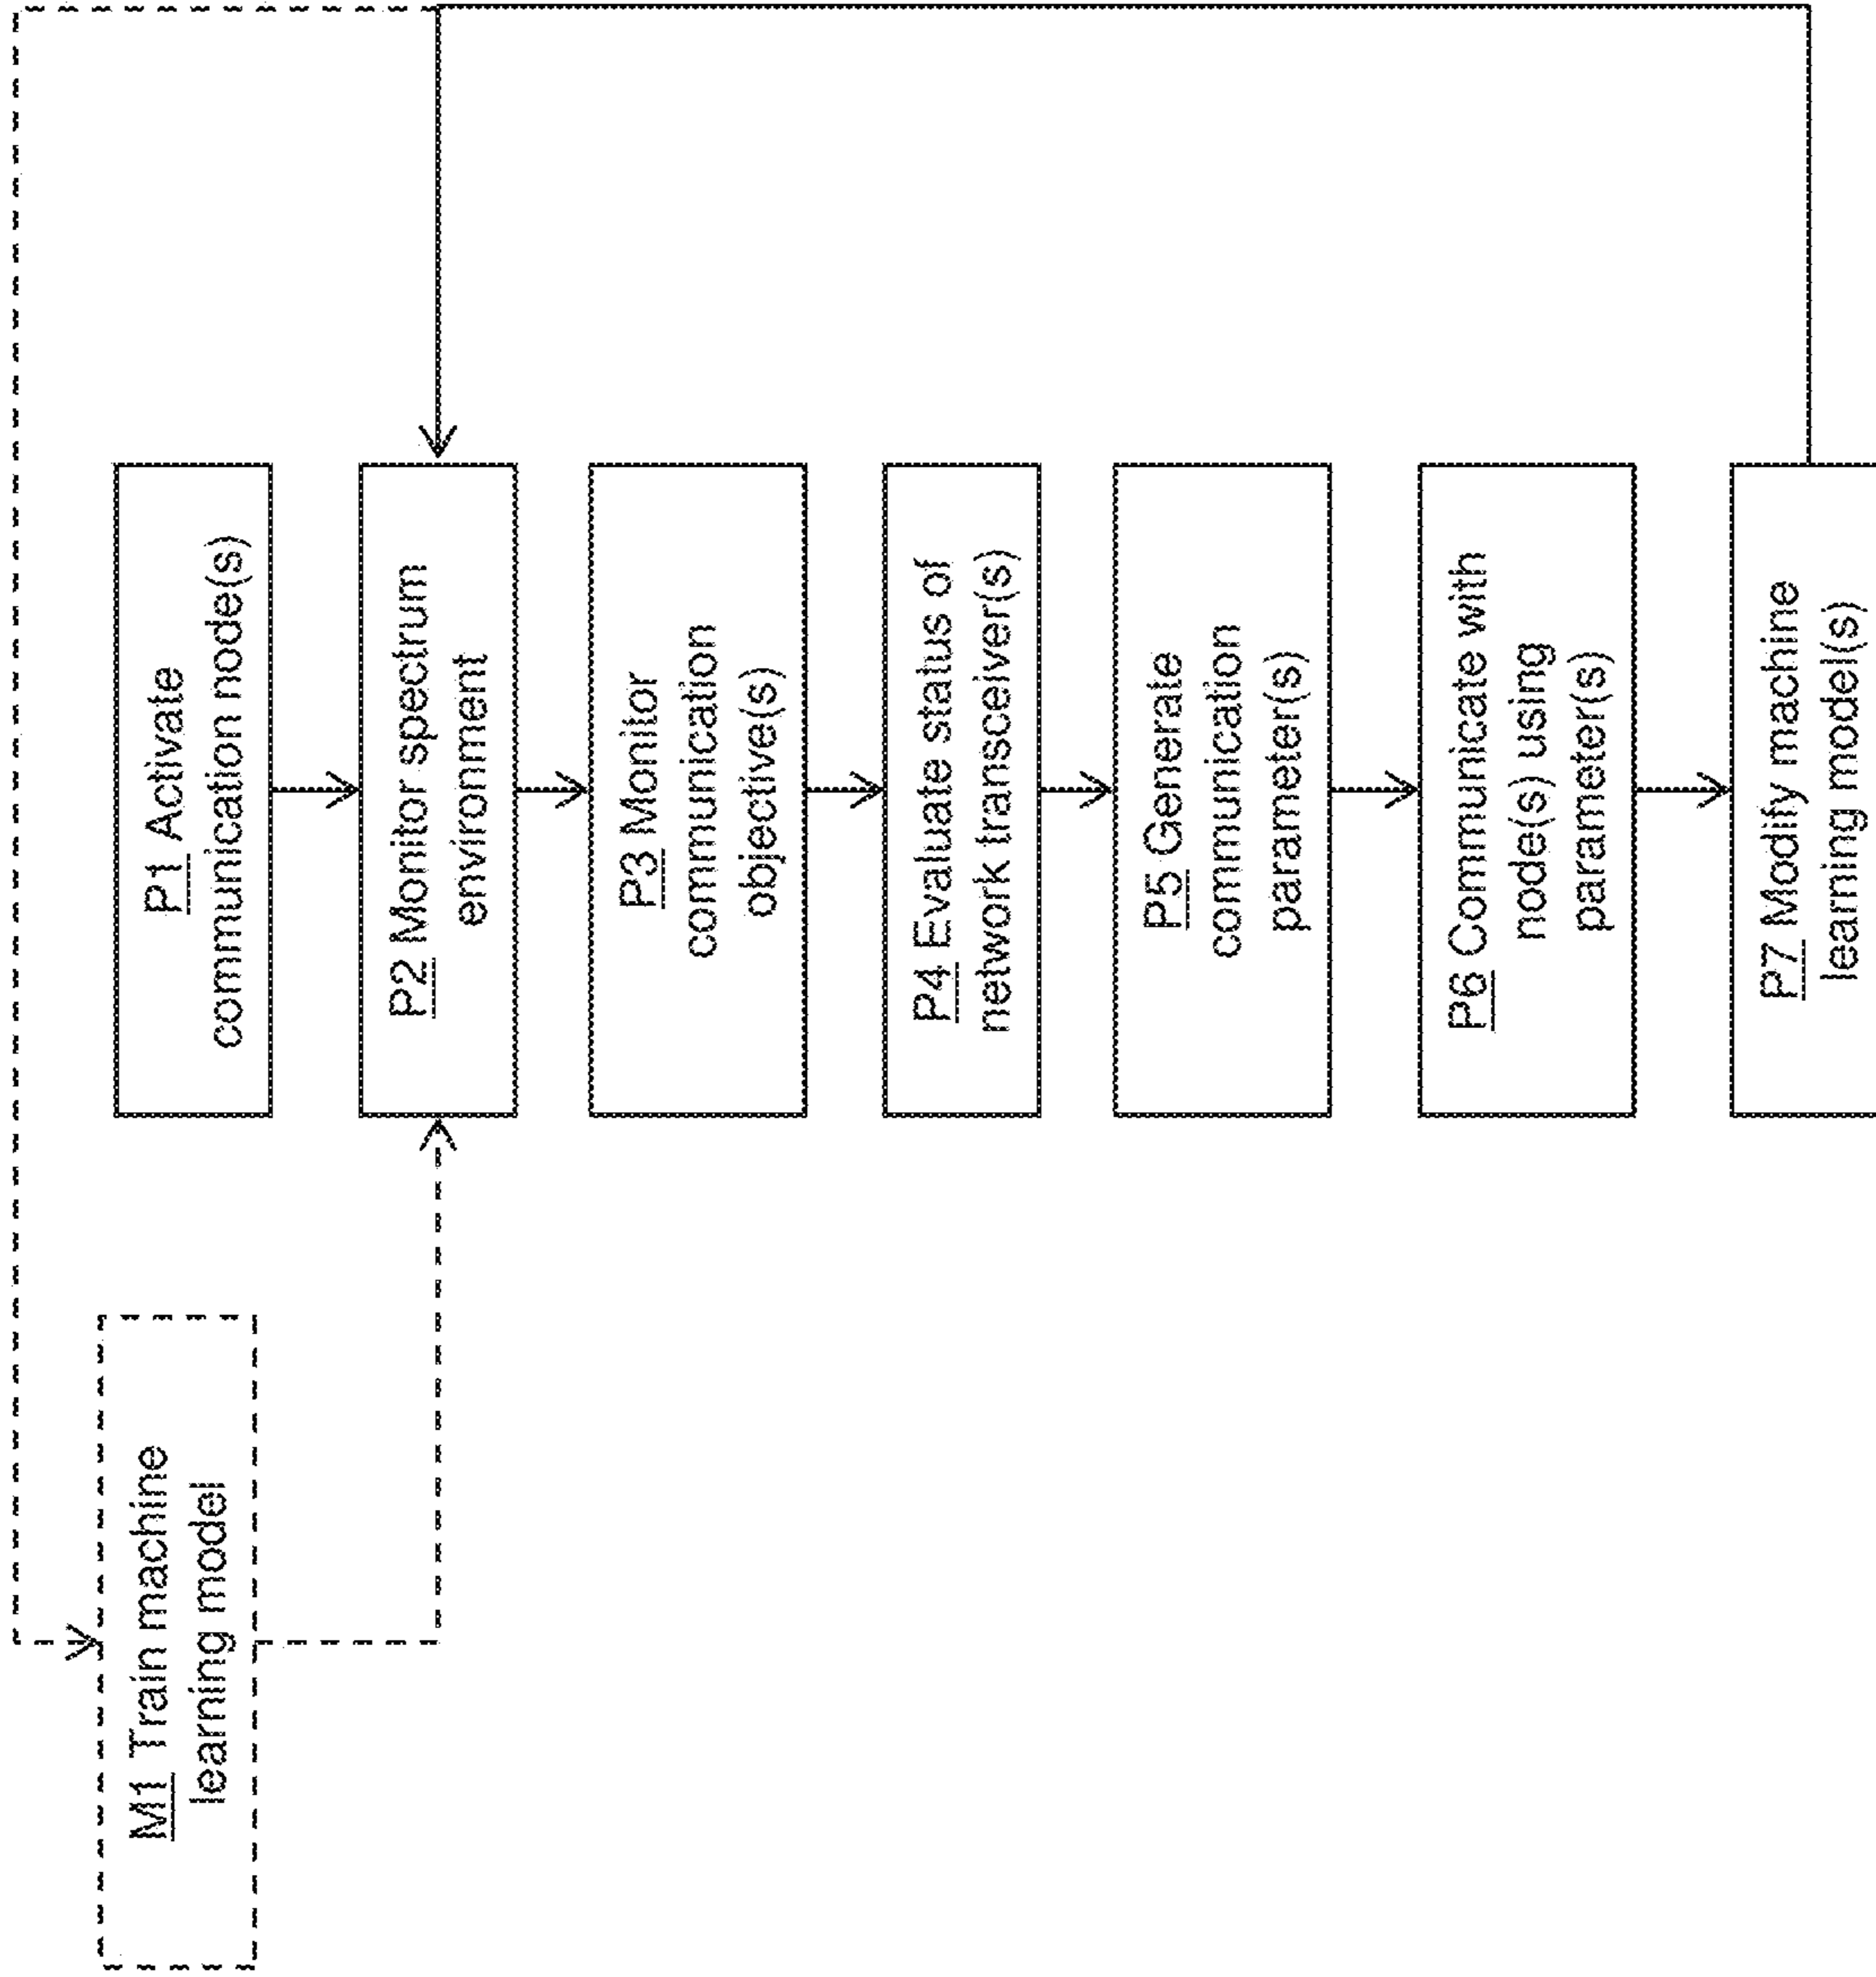 M1 Train machine
learning model
P1 Activate
communication node(s)
P2 Monitor spectrum
environment
P3 Monitor
communication
objective(s)
P4 Evaluate status of
network transceiver(s)
P5 Generate
communication
parameter(s)
P6 Communicate with
node(s) using
parameter(s)
P7 Modify machine
learning model(s)